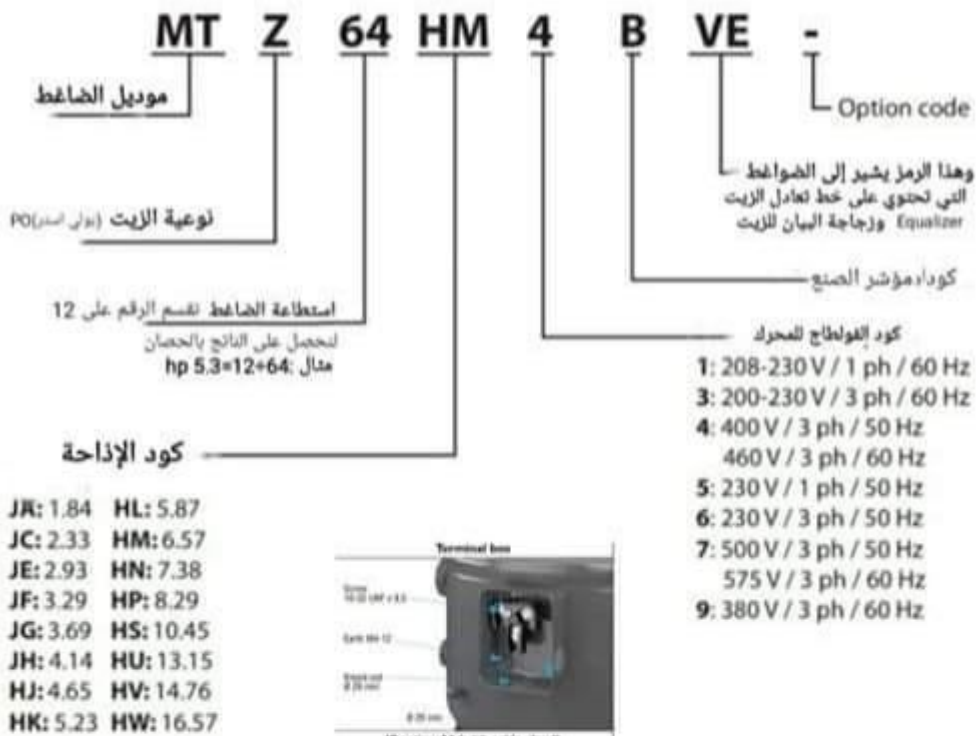 MT Z 64 HM 4 B VE -
موديل الضاغط
Option code
وهذا الرمز يشير إلى الضواغط
التي تحتوي على خط تعادل الزيت
Equalizer وزجاجة البيان للزيت
نوعية الزيت (بولي استر)PO
كود/مؤشر الصنع
استطاعة الضاغط نقسم الرقم على 12
لنحصل على الناتج بالحصان
مثال :64÷12=5.3 hp
كود الفولطاج للمحرك
1: 208-230 V / 1 ph / 60 Hz
3: 200-230 V / 3 ph / 60 Hz
4: 400 V / 3 ph / 50 Hz
460 V / 3 ph / 60 Hz
5: 230 V / 1 ph / 50 Hz
6: 230 V / 3 ph / 50 Hz
7: 500 V / 3 ph / 50 Hz
575 V / 3 ph / 60 Hz
9: 380 V / 3 ph / 60 Hz
كود الإذاحة
JA: 1.84 HL: 5.87
JC: 2.33 HM: 6.57
JE: 2.93 HN: 7.38
JF: 3.29 HP: 8.29
JG: 3.69 HS: 10.45
JH: 4.14 HU: 13.15
HJ: 4.65 HV: 14.76
HK: 5.23 HW: 16.57
Terminal box